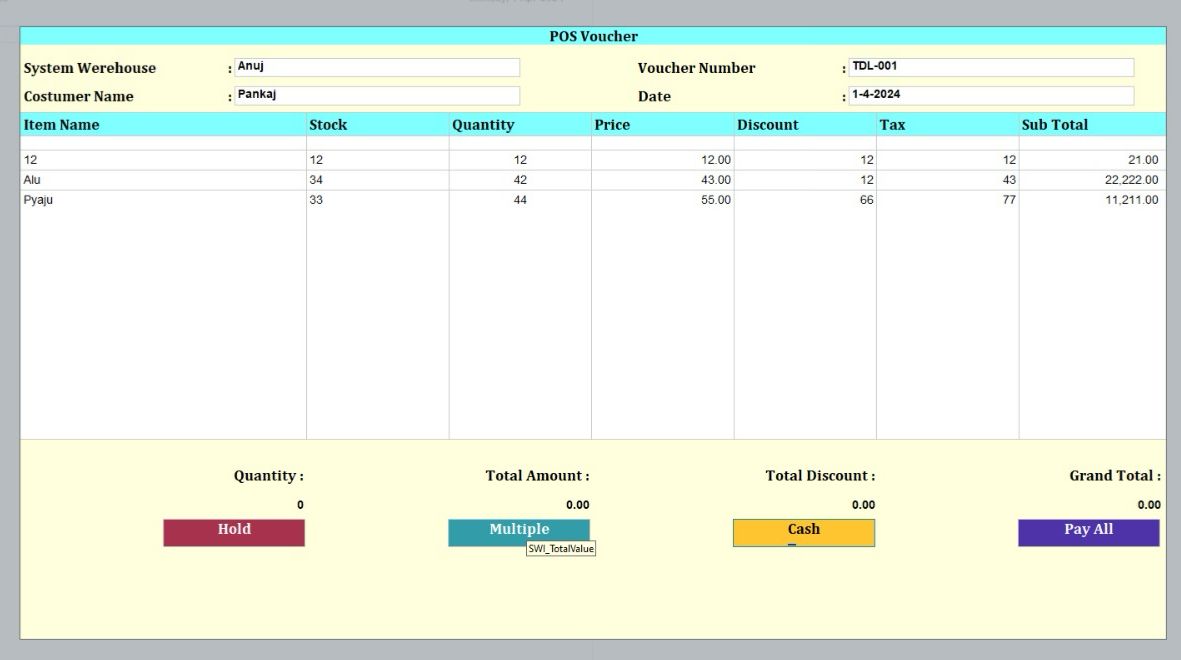 POS Voucher
System Werehouse : Anuj Voucher Number : TDL-001
Costumer Name : Pankaj Date : 1-4-2024
Item Name Stock Quantity Price Discount Tax Sub Total
12 12 12 12.00 12 12 21.00
Alu 34 42 43.00 12 43 22,222.00
Pyaju 33 44 55.00 66 77 11,211.00
Quantity : Total Amount : Total Discount : Grand Total :
0 0.00 0.00 0.00
Hold Multiple Cash Pay All
SWI_TotalValue